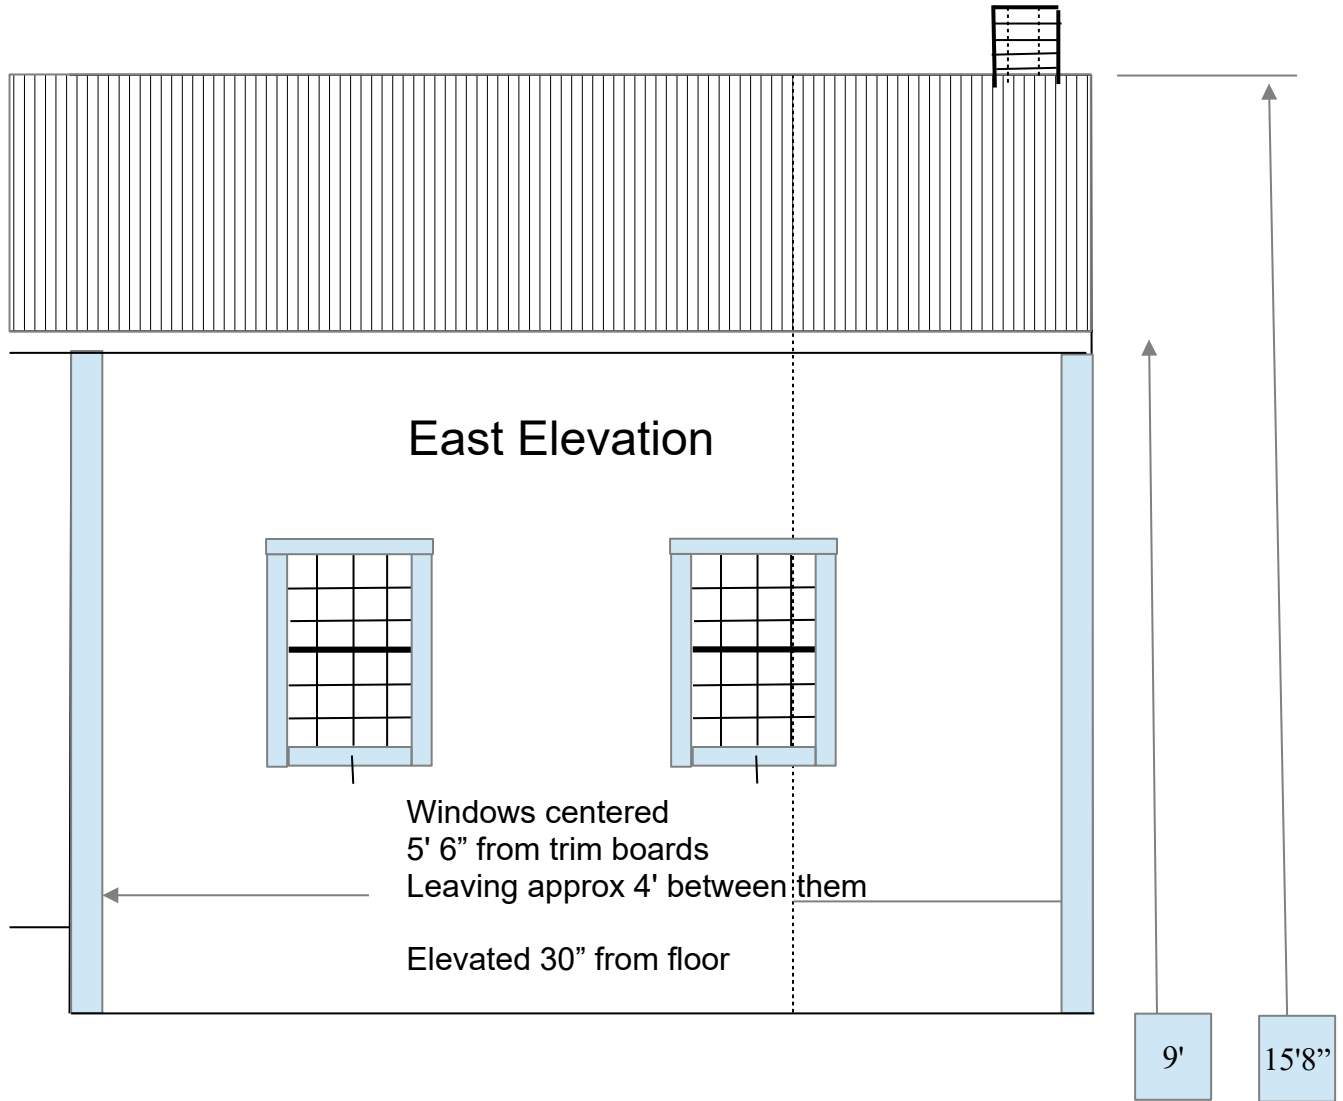 East Elevation
Windows centered
5' 6” from trim boards
Leaving approx 4' between them
Elevated 30” from floor
9'
15'8”